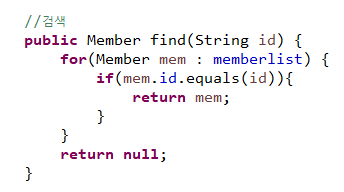 //검색
public Member find(String id) {
    for(Member mem : memberlist) {
        if(mem.id.equals(id)){
            return mem;
        }
    }
    return null;
}